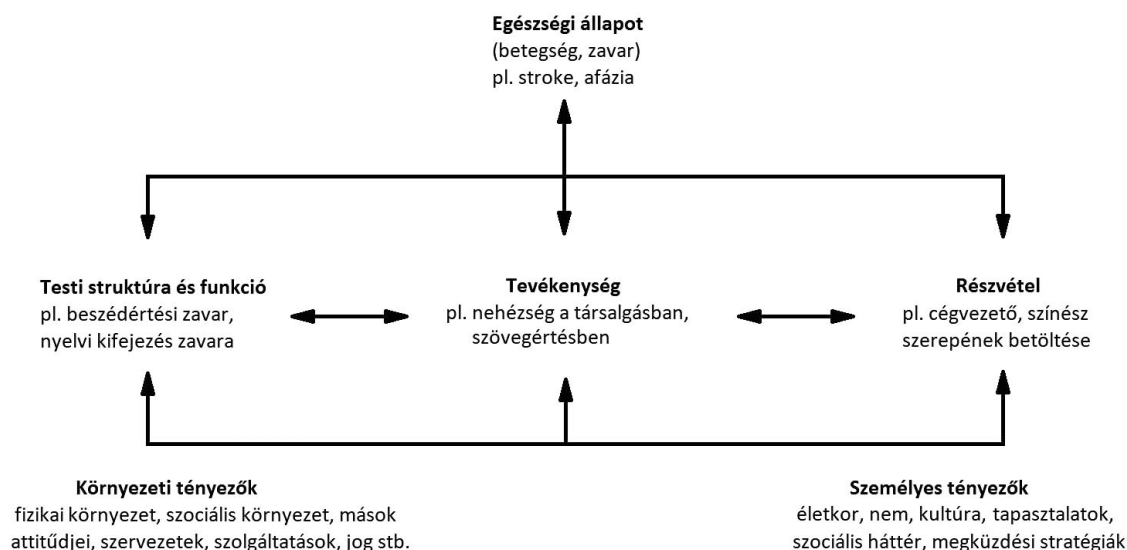 Egészségi állapot
(betegség, zavar)
pl. stroke, afázia
Testi struktúra és funkció
pl. beszédértési zavar,
nyelvi kifejezés zavara
Tevékenység
pl. nehézség a társalgásban,
szövegértésben
Részvétel
pl. cégvezető, színész
szerepének betöltése
Környezeti tényezők
fizikai környezet, szociális környezet, mások
attitűdjei, szervezetek, szolgáltatások, jog stb.
Személyes tényezők
életkor, nem, kultúra, tapasztalatok,
szociális háttér, megküzdési stratégiák